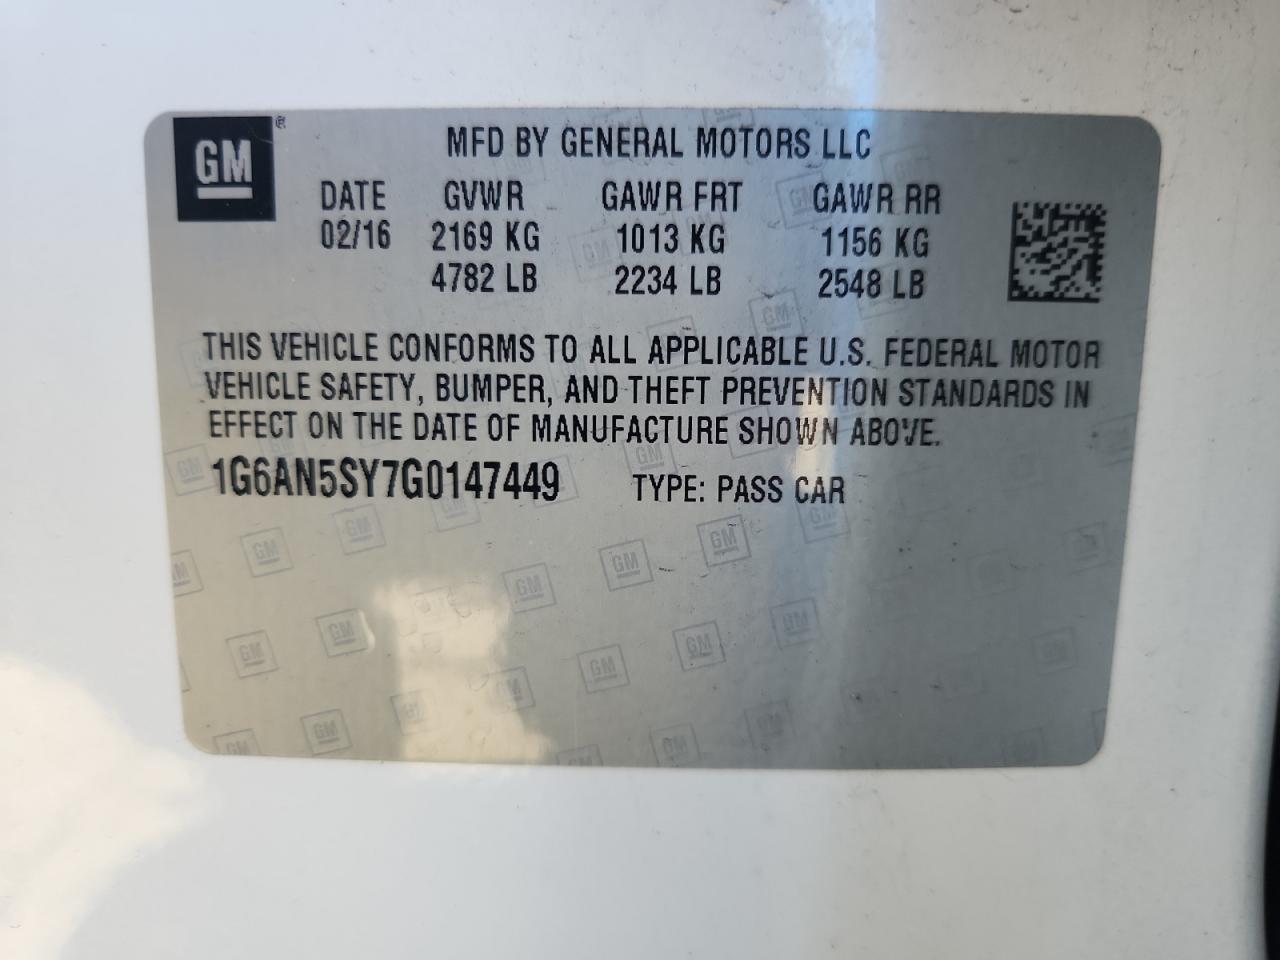 GM ®
MFD BY GENERAL MOTORS LLC
DATE GVWR GAWR FRT GAWR RR
02/16 2169 KG 1013 KG 1156 KG
4782 LB 2234 LB 2548 LB
THIS VEHICLE CONFORMS TO ALL APPLICABLE U.S. FEDERAL MOTOR
VEHICLE SAFETY, BUMPER, AND THEFT PREVENTION STANDARDS IN
EFFECT ON THE DATE OF MANUFACTURE SHOWN ABOVE.
1G6AN5SY7G0147449 TYPE: PASS CAR